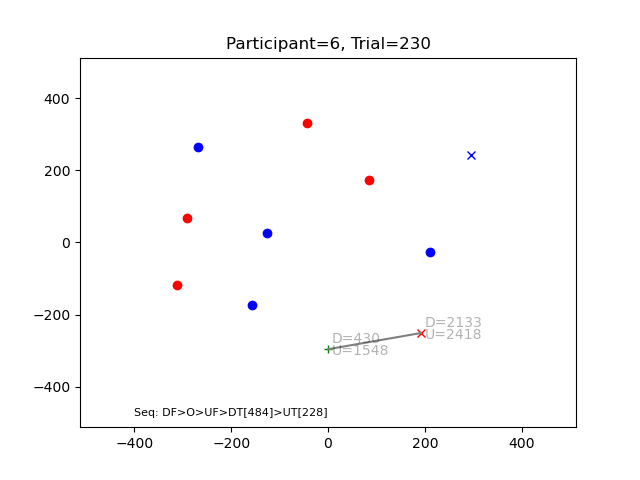 Participant=6, Trial=230
400
200
0
−200
−400
D=2133
U=2418
D=430
U=1548
Seq: DF>O>UF>DT[484]>UT[228]
−400
−200
0
200
400